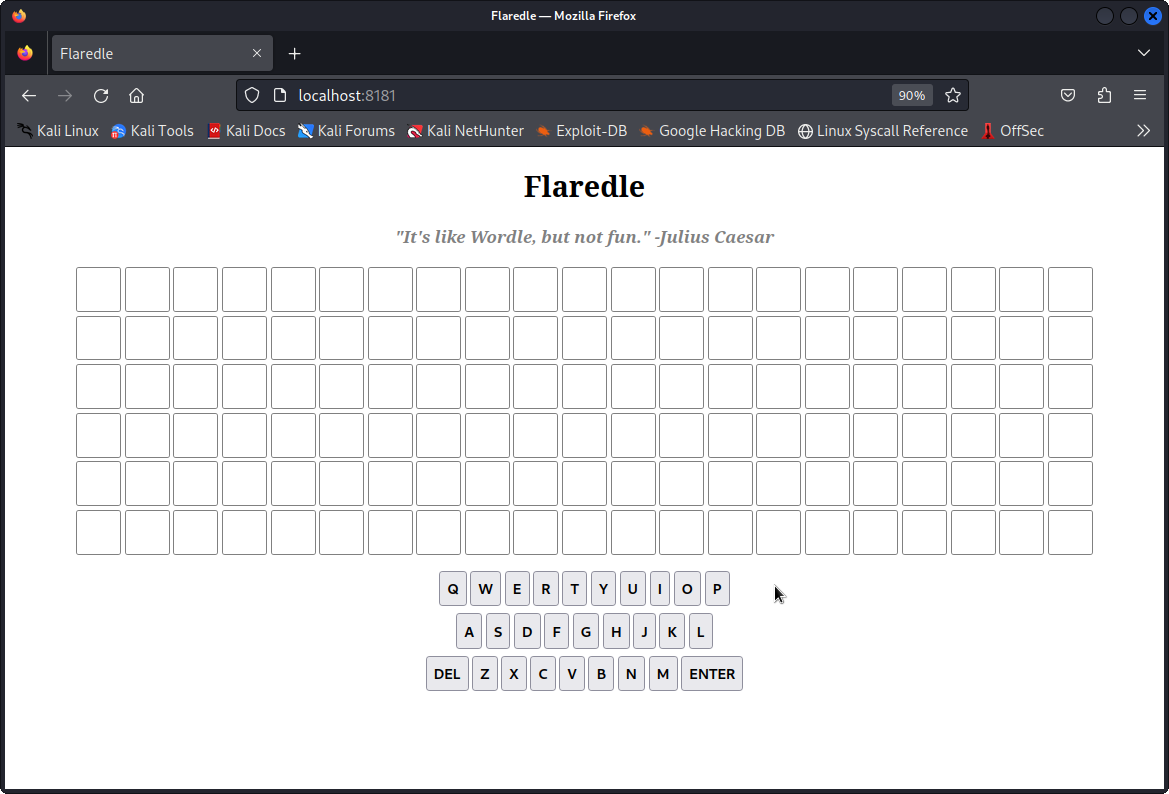 Flaredle — Mozilla Firefox
Flaredle
localhost:8181 90%
Kali Linux Kali Tools Kali Docs Kali Forums Kali NetHunter Exploit-DB Google Hacking DB Linux Syscall Reference OffSec
Flaredle
"It's like Wordle, but not fun." -Julius Caesar
Q W E R T Y U I O P
A S D F G H J K L
DEL Z X C V B N M ENTER